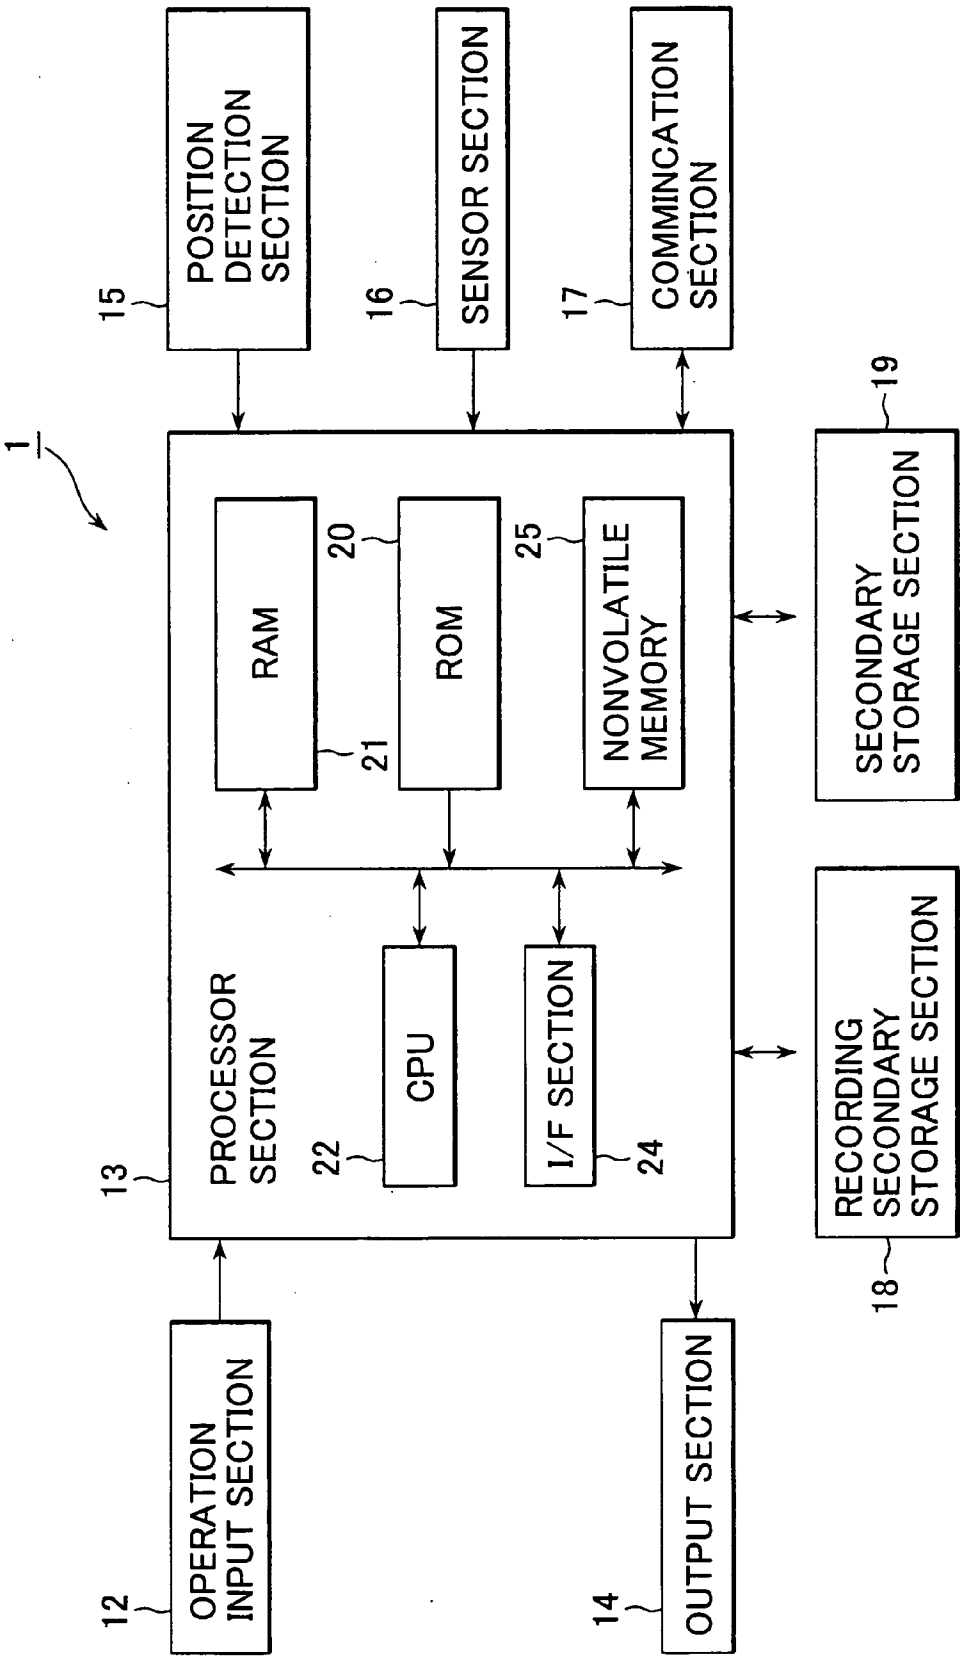 1
12
OPERATION
INPUT SECTION
13
PROCESSOR
SECTION
RAM
21
15
POSITION
DETECTION
SECTION
22
CPU
20
ROM
16
SENSOR SECTION
I/F SECTION
24
25
NONVOLATILE
MEMORY
17
COMMINCATION
SECTION
14
OUTPUT SECTION
18
RECORDING
SECONDARY
STORAGE SECTION
19
SECONDARY
STORAGE SECTION